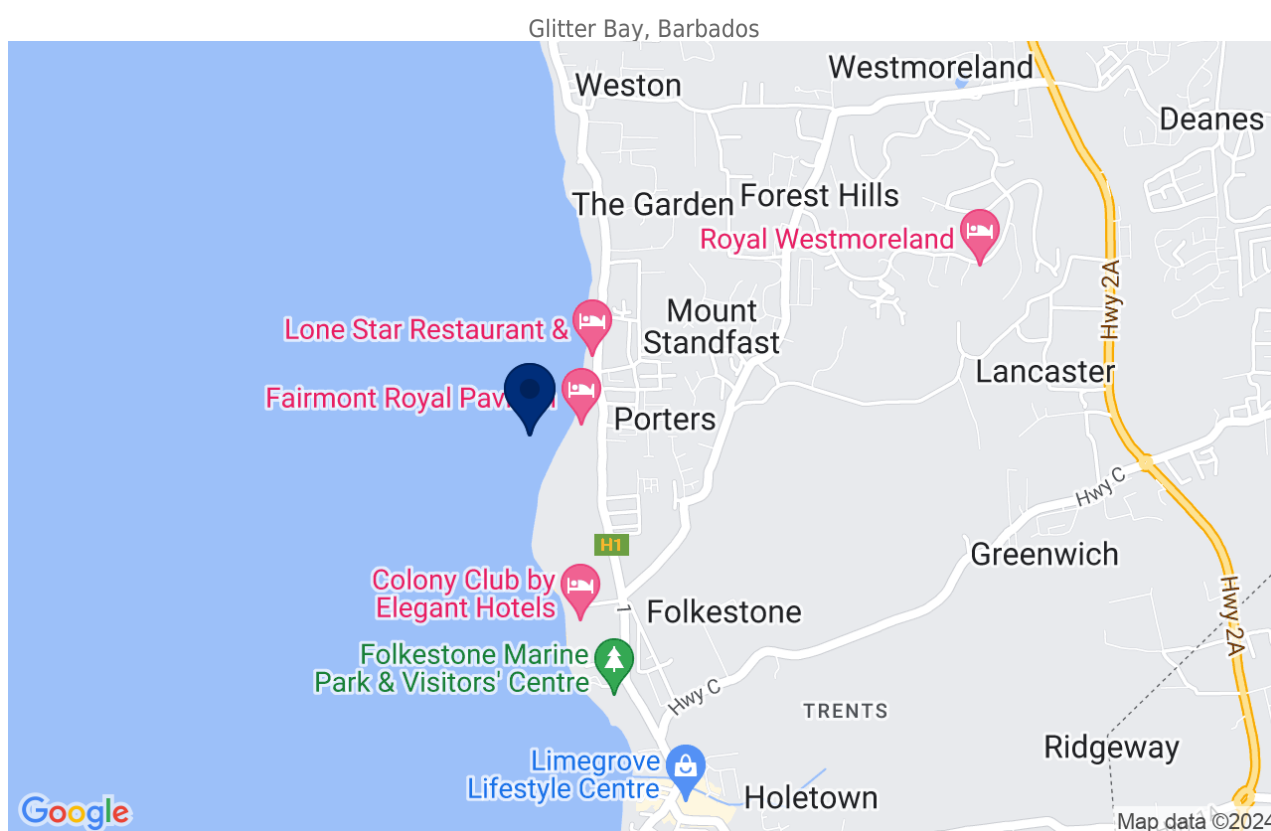 Glitter Bay, Barbados
Westmoreland
Weston
Deanes
The Garden
Forest Hills
Royal Westmoreland
Hwy 2A
Mount
Standfast
Lone Star Restaurant &
Lancaster
Fairmont Royal
Porters
Hwy C
H1
Greenwich
Colony Club by
Elegant Hotels
1
Folkestone
Hwy 2A
Folkestone Marine
Park & Visitors' Centre
Hwy C
TRENTS
Ridgeway
Limegrove
Lifestyle Centre
Holetown
Google
Map data ©2024